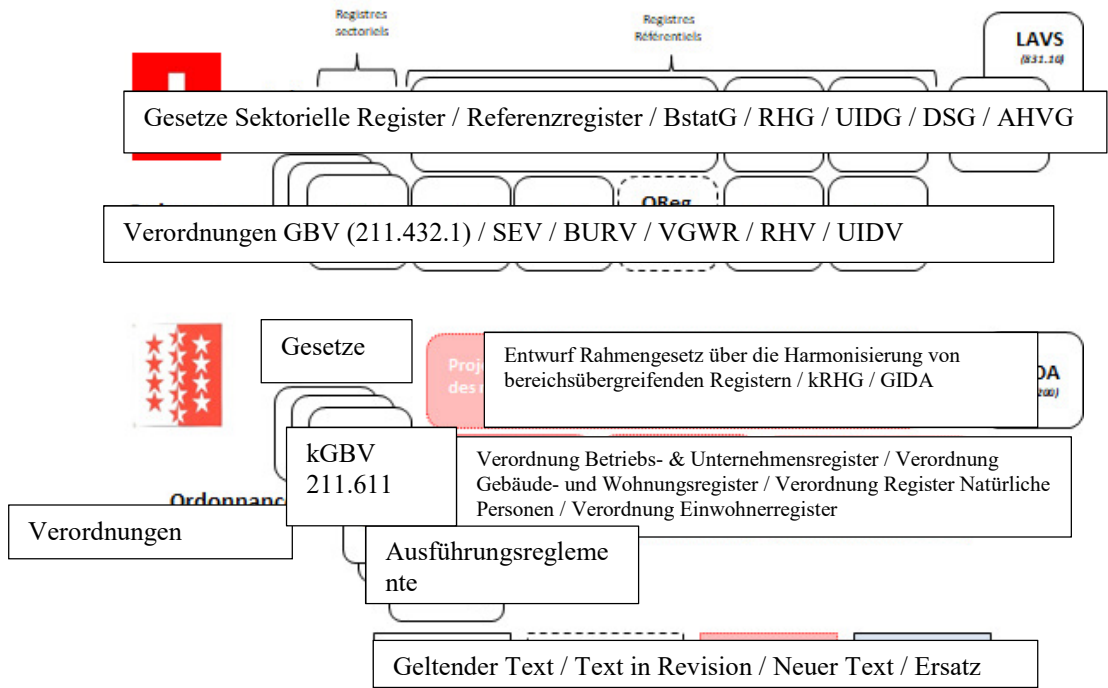 Registres
sectoriels
Registres
Référentiels
LAVS
(831.10)
Gesetze Sektorielle Register / Referenzregister / BstatG / RHG / UIDG / DSG / AHVG
OReg
Verordnungen GBV (211.432.1) / SEV / BURV / VGWR / RHV / UIDV
Gesetze
Entwurf Rahmengesetz über die Harmonisierung von
bereichsübergreifenden Registern / kRHG / GIDA
kGBV
211.611
Verordnung Betriebs- & Unternehmensregister / Verordnung
Gebäude- und Wohnungsregister / Verordnung Register Natürliche
Personen / Verordnung Einwohnerregister
Verordnungen
Ausführungsregleme
nte
Geltender Text / Text in Revision / Neuer Text / Ersatz